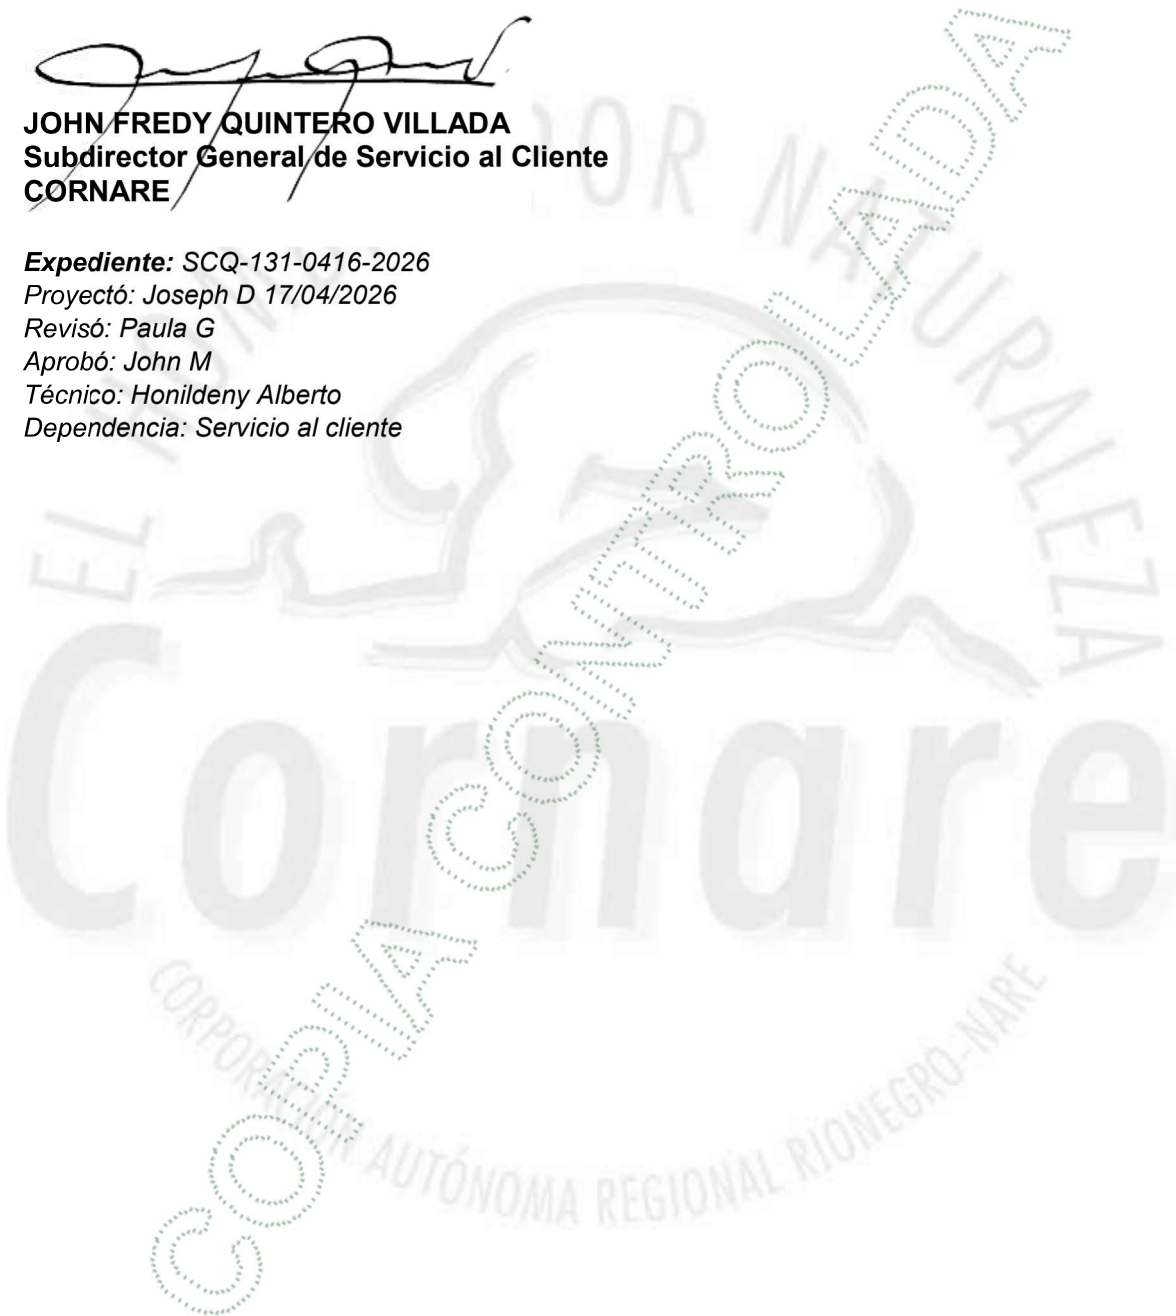 JOHN FREDY QUINTERO VILLADA
Subdirector General de Servicio al Cliente
CORNARE
Expediente: SCQ-131-0416-2026
Proyectó: Joseph D 17/04/2026
Revisó: Paula G
Aprobó: John M
Técnico: Honildeny Alberto
Dependencia: Servicio al cliente
EL HOMBRE POR NATURALEZA
Cornare
CORPORACIÓN AUTÓNOMA REGIONAL RIONEGRO-NARE
COPIA CONTROLADA